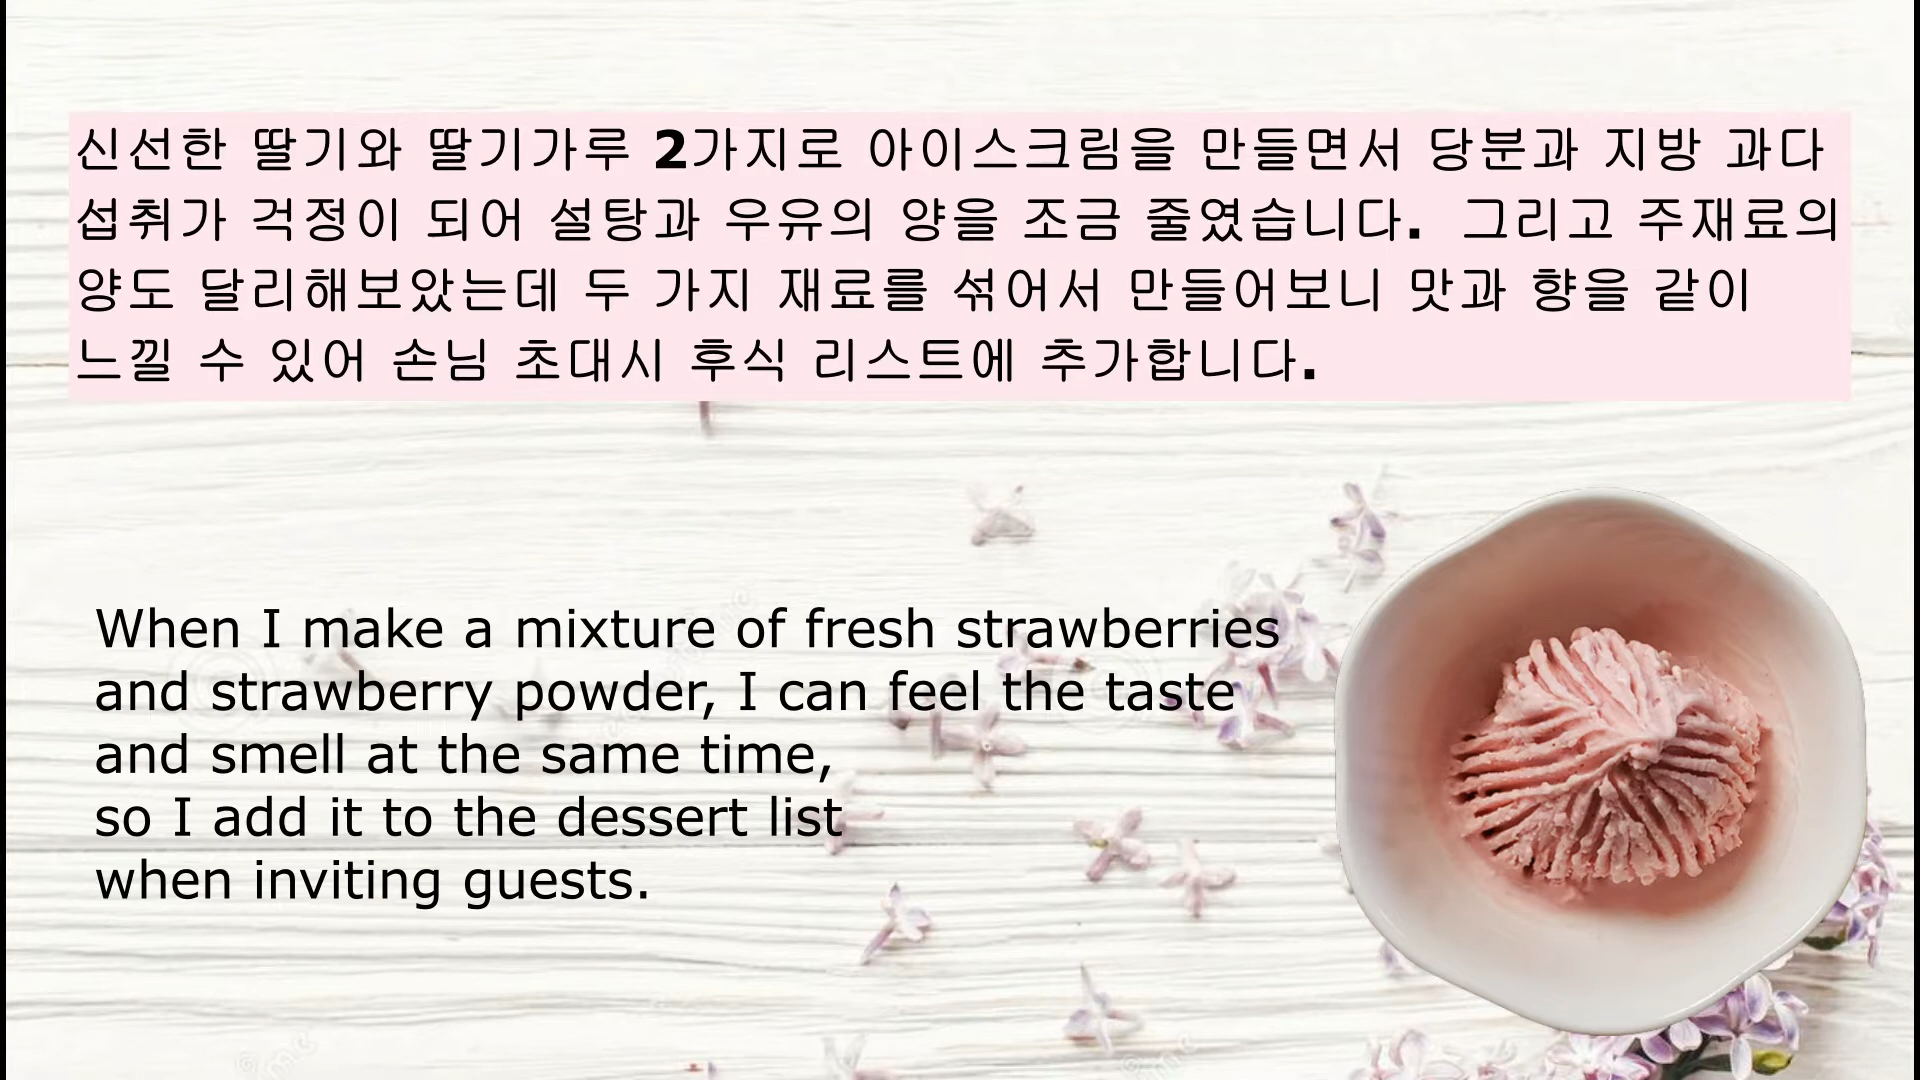 신선한 딸기와 딸기가루 2가지로 아이스크림을 만들면서 당분과 지방 과다
섭취가 걱정이 되어 설탕과 우유의 양을 조금 줄였습니다. 그리고 주재료의
양도 달리해보았는데 두 가지 재료를 섞어서 만들어보니 맛과 향을 같이
느낄 수 있어 손님 초대시 후식 리스트에 추가합니다.
When I make a mixture of fresh strawberries
and strawberry powder, I can feel the taste
and smell at the same time,
so I add it to the dessert list
when inviting guests.